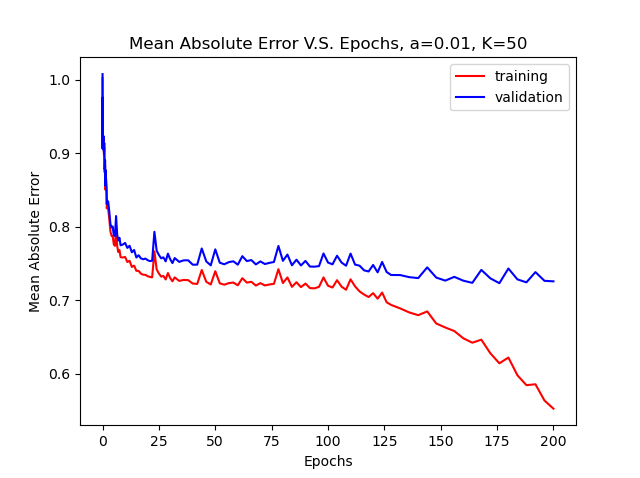 Mean Absolute Error V.S. Epochs, a=0.01, K=50
training
validation
Mean Absolute Error
1.0
0.9
0.8
0.7
0.6
0
25
50
75
100
125
150
175
200
Epochs